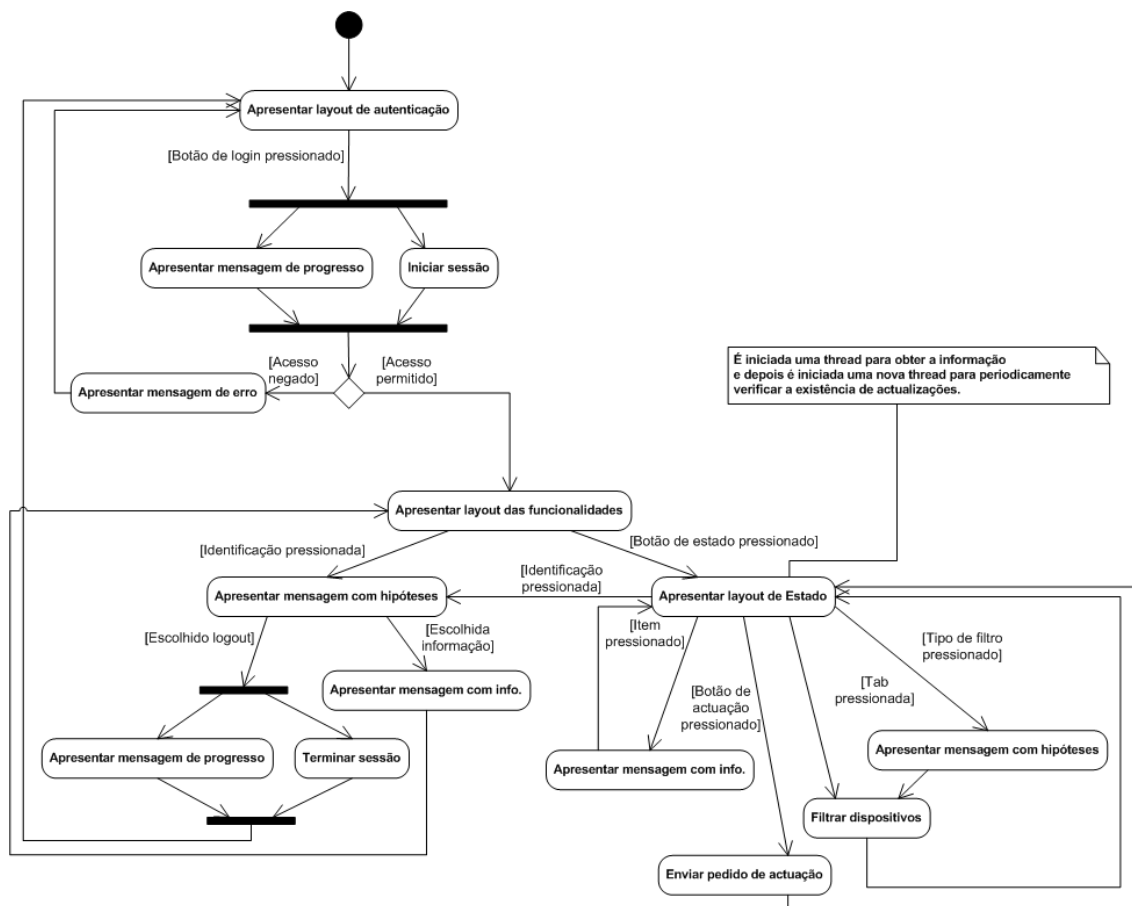 Apresentar layout de autenticação
[Botão de login pressionado]
Apresentar mensagem de progresso
Iniciar sessão
[Acesso
negado]
[Acesso
permitido]
Apresentar mensagem de erro
É iniciada uma thread para obter a informação
e depois é iniciada uma nova thread para periodicamente
verificar a existência de actualizações.
Apresentar layout das funcionalidades
[Identificação pressionada]
[Botão de estado pressionado]
[Identificação
pressionada]
Apresentar mensagem com hipóteses
Apresentar layout de Estado
[Escolhido logout]
[Escolhida
informação]
[Item
pressionado]
[Tipo de filtro
pressionado]
Apresentar mensagem com info.
[Botão de
actuação
pressionado]
[Tab
pressionada]
Apresentar mensagem de progresso
Terminar sessão
Apresentar mensagem com info.
Apresentar mensagem com hipóteses
Filtrar dispositivos
Enviar pedido de actuação